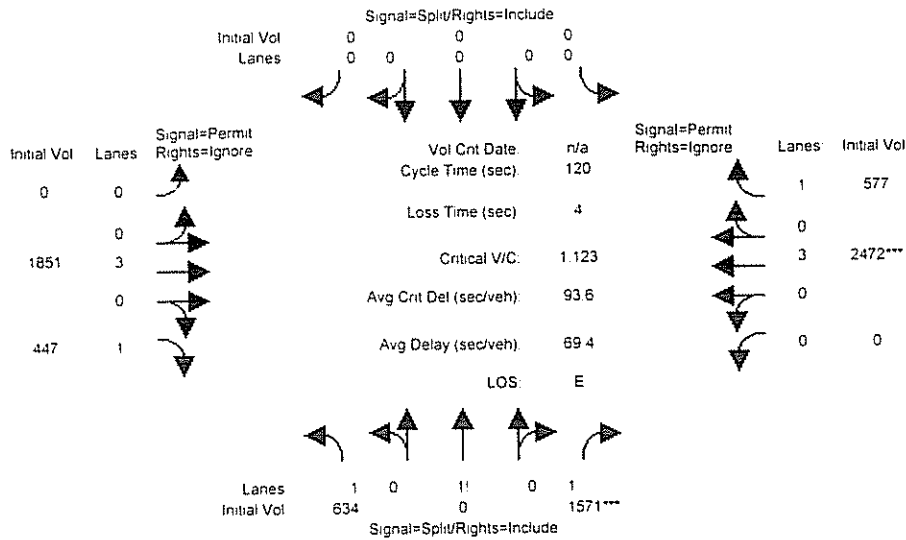 Signal=Split/Rights=Include
Initial Vol 0 0 0
Lanes 0 0 0 0 0
Signal=Permit
Initial Vol Lanes Rights=Ignore
0 0
0
1851 3
0
447 1
Vol Cnt Date: n/a
Cycle Time (sec): 120
Loss Time (sec) 4
Critical V/C: 1.123
Avg Crit Del (sec/veh): 93.6
Avg Delay (sec/veh): 69.4
LOS: E
Signal=Permit
Rights=Ignore Lanes Initial Vol
1 577
0
3 2472***
0
0 0
Lanes 1 0 1! 0 1
Initial Vol 634 0 1571***
Signal=Split/Rights=Include